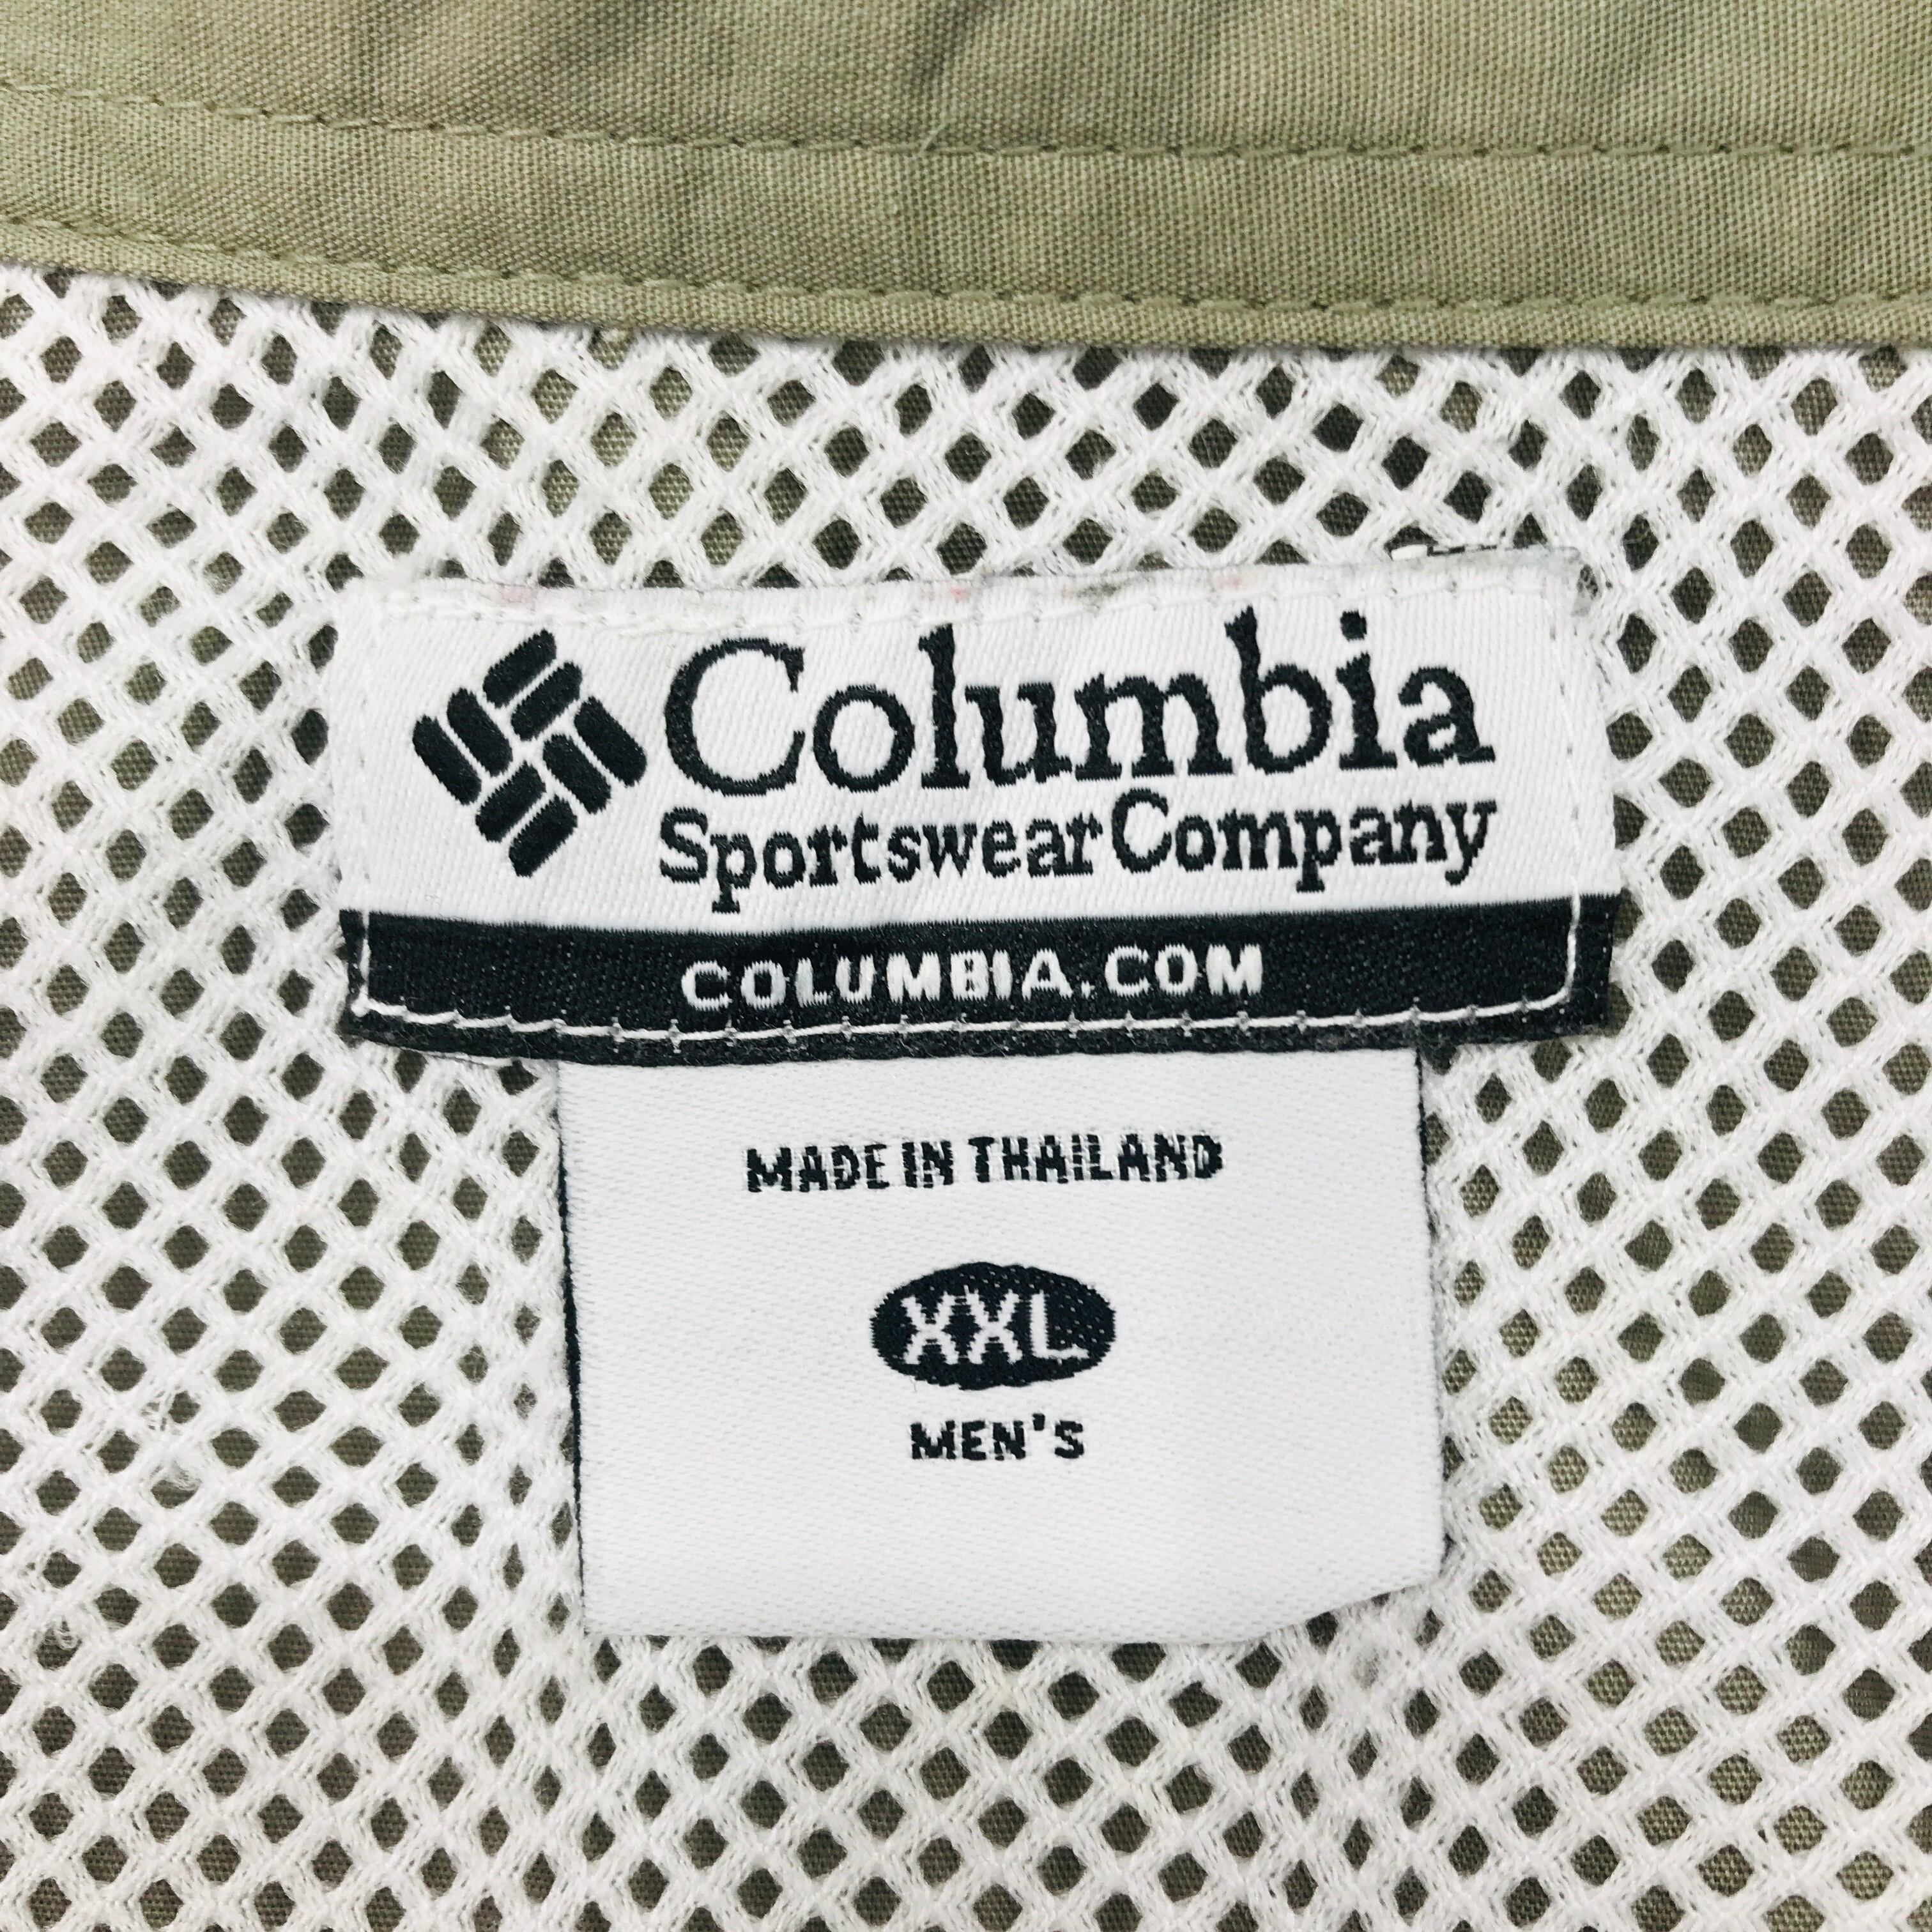 Columbia
Sportswear Company
COLUMBIA.COM
MADE IN THAILAND
XXL
MEN'S